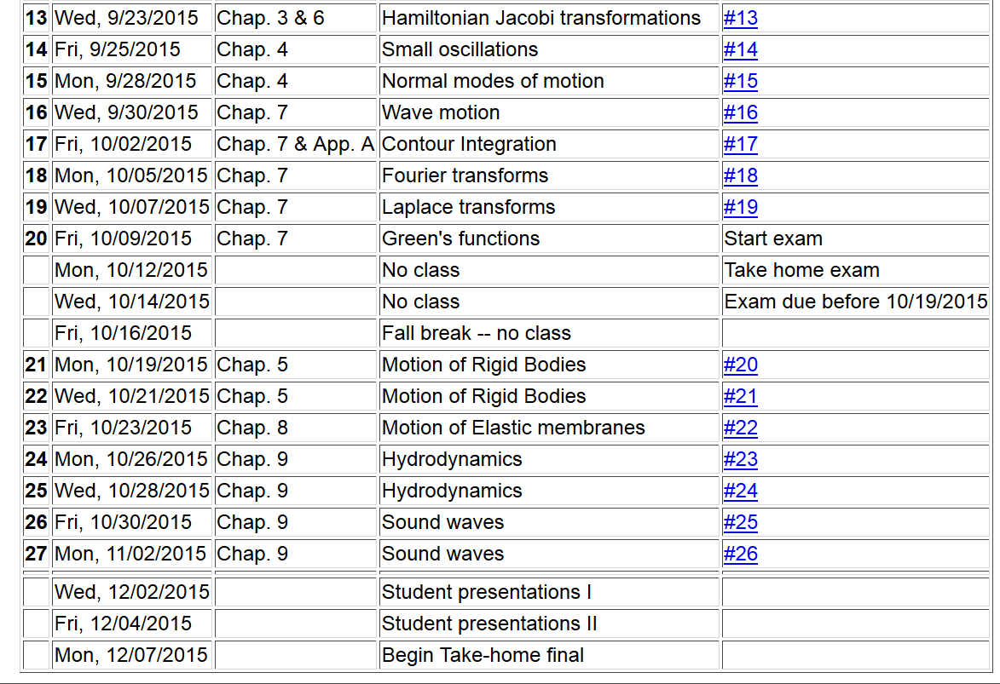 13 Wed, 9/23/2015 Chap. 3 & 6 Hamiltonian Jacobi transformations #13
14 Fri, 9/25/2015 Chap. 4 Small oscillations #14
15 Mon, 9/28/2015 Chap. 4 Normal modes of motion #15
16 Wed, 9/30/2015 Chap. 7 Wave motion #16
17 Fri, 10/02/2015 Chap. 7 & App. A Contour Integration #17
18 Mon, 10/05/2015 Chap. 7 Fourier transforms #18
19 Wed, 10/07/2015 Chap. 7 Laplace transforms #19
20 Fri, 10/09/2015 Chap. 7 Green's functions Start exam
Mon, 10/12/2015 No class Take home exam
Wed, 10/14/2015 No class Exam due before 10/19/2015
Fri, 10/16/2015 Fall break -- no class
21 Mon, 10/19/2015 Chap. 5 Motion of Rigid Bodies #20
22 Wed, 10/21/2015 Chap. 5 Motion of Rigid Bodies #21
23 Fri, 10/23/2015 Chap. 8 Motion of Elastic membranes #22
24 Mon, 10/26/2015 Chap. 9 Hydrodynamics #23
25 Wed, 10/28/2015 Chap. 9 Hydrodynamics #24
26 Fri, 10/30/2015 Chap. 9 Sound waves #25
27 Mon, 11/02/2015 Chap. 9 Sound waves #26
Wed, 12/02/2015 Student presentations I
Fri, 12/04/2015 Student presentations II
Mon, 12/07/2015 Begin Take-home final